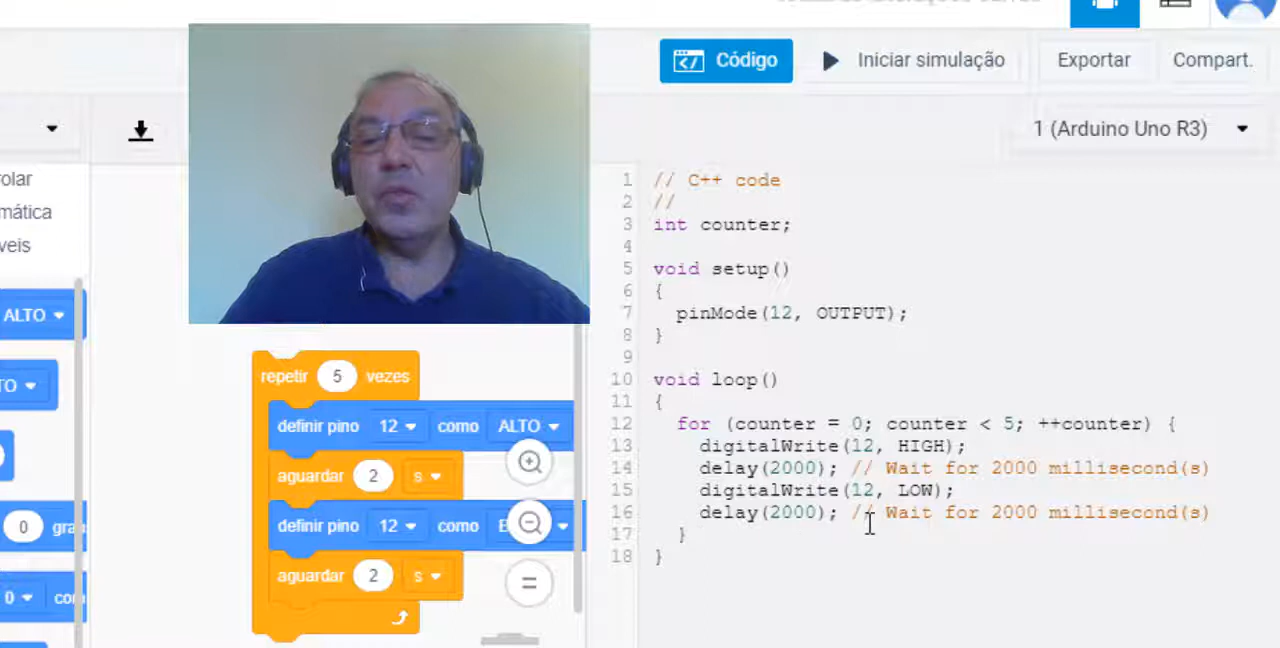 Código
Iniciar simulação
Exportar
Compart.
1 (Arduino Uno R3)
olar
mática
veis
ALTO
TO
0 gra
0 con
repetir 5 vezes
definir pino 12 como ALTO
aguardar 2 s
definir pino 12 como B
aguardar 2 s
1 // C++ code
2 //
3 int counter;
4
5 void setup()
6 {
7 pinMode(12, OUTPUT);
8 }
9
10 void loop()
11 {
12 for (counter = 0; counter < 5; ++counter) {
13 digitalWrite(12, HIGH);
14 delay(2000); // Wait for 2000 millisecond(s)
15 digitalWrite(12, LOW);
16 delay(2000); // Wait for 2000 millisecond(s)
17 }
18 }